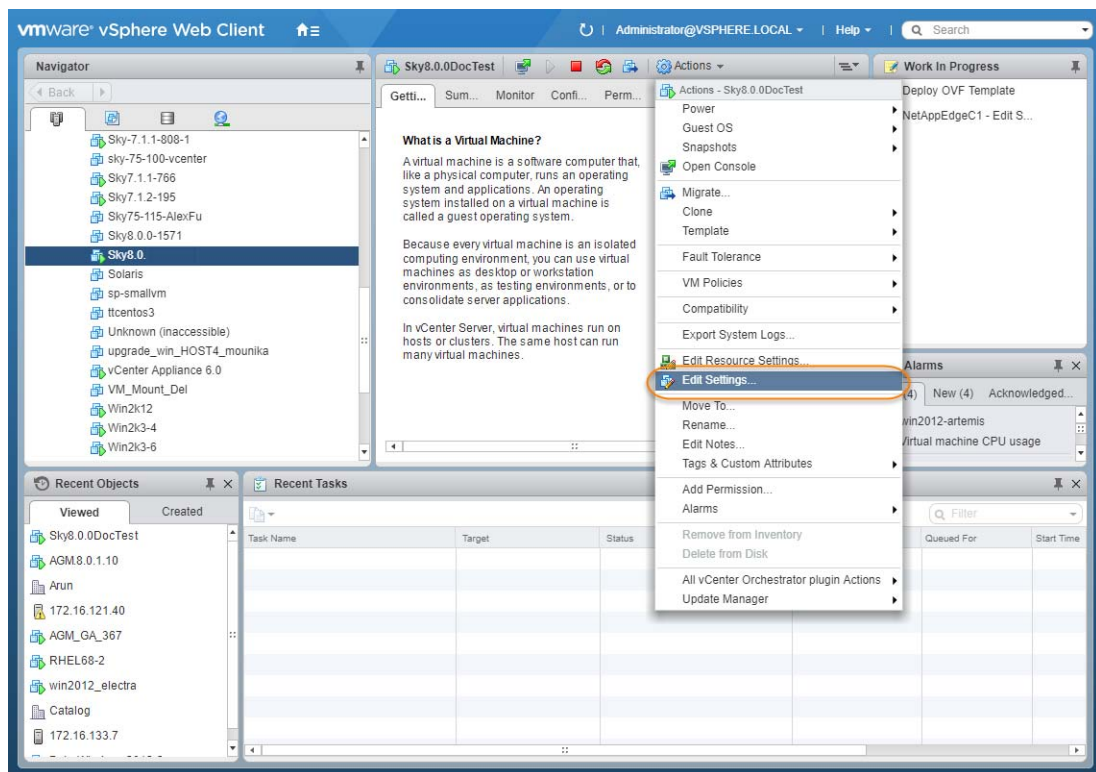 vmware® vSphere Web Client
Administrator@VSPHERE.LOCAL
Help
Search
Navigator
Back
Sky-7.1.1-808-1
sky-75-100-vcenter
Sky7.1.1-766
Sky7.1.2-195
Sky75-115-AlexFu
Sky8.0.0-1571
Sky8.0.
Solaris
sp-smallvm
ttcentos3
Unknown (inaccessible)
upgrade_win_HOST4_mounika
vCenter Appliance 6.0
VM_Mount_Del
Win2k12
Win2k3-4
Win2k3-6
Sky8.0.0DocTest
Actions
Getti... Sum... Monitor Confi... Perm...
What is a Virtual Machine?
A virtual machine is a software computer that,
like a physical computer, runs an operating
system and applications. An operating
system installed on a virtual machine is
called a guest operating system.
Because every virtual machine is an isolated
computing environment, you can use virtual
machines as desktop or workstation
environments, as testing environments, or to
consolidate server applications.
In vCenter Server, virtual machines run on
hosts or clusters. The same host can run
many virtual machines.
Actions - Sky8.0.0DocTest
Power
Guest OS
Snapshots
Open Console
Migrate...
Clone
Template
Fault Tolerance
VM Policies
Compatibility
Export System Logs...
Edit Resource Settings...
Edit Settings...
Move To...
Rename...
Edit Notes...
Tags & Custom Attributes
Add Permission...
Alarms
Remove from Inventory
Delete from Disk
All vCenter Orchestrator plugin Actions
Update Manager
Work In Progress
Deploy OVF Template
NetAppEdgeC1 - Edit S...
Alarms
(4) New (4) Acknowledged...
win2012-artemis
Virtual machine CPU usage
Recent Objects
Viewed Created
Sky8.0.0DocTest
AGM.8.0.1.10
Arun
172.16.121.40
AGM_GA_367
RHEL68-2
win2012_electra
Catalog
172.16.133.7
Recent Tasks
Filter
Task Name Target Status Queued For Start Time